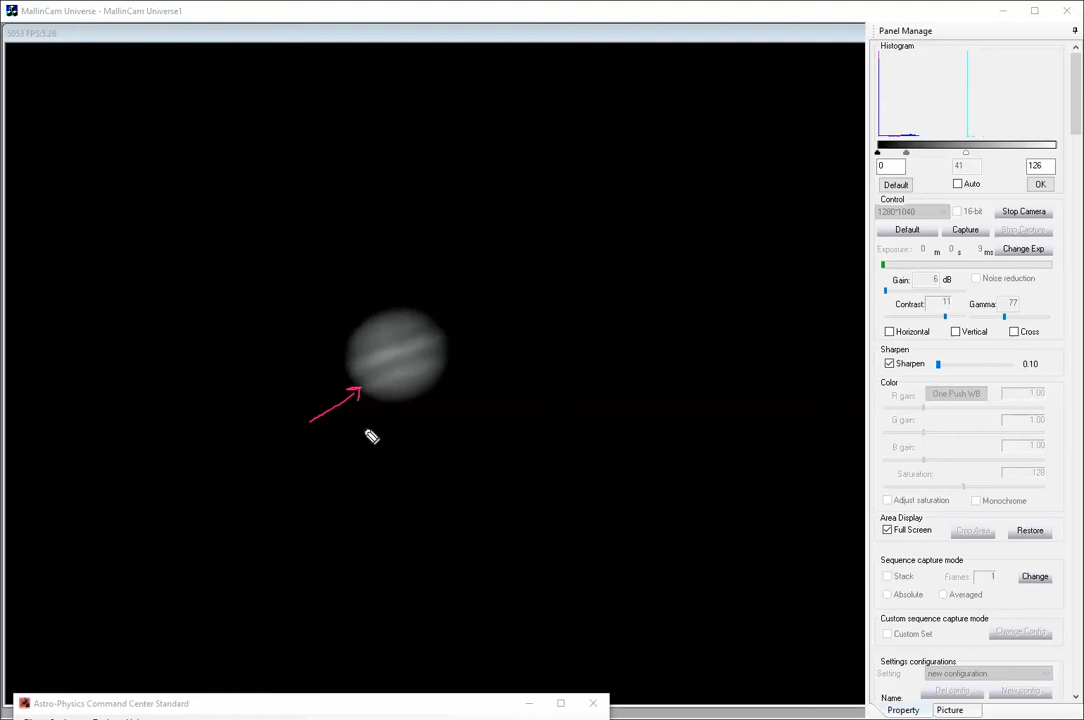 MallinCam Universe - MallinCam Universe1
5053 FPS:5.20
Panel Manage
Histogram
0 41 126
Default Auto OK
Control
1280*1040 16-bit Stop Camera
Default Capture Stop Capture
Exposure: 0 m 0 s 9 ms Change Exp
Gain: 6 dB Noise reduction
Contrast: 11 Gamma: 77
Horizontal Vertical Cross
Sharpen
Sharpen 0.10
Color
R gain: One Push WB 1.00
G gain: 1.00
B gain: 1.00
Saturation: 128
Adjust saturation Monochrome
Area Display
Full Screen Crop Area Restore
Sequence capture mode
Stack Frames: 1 Change
Absolute Averaged
Custom sequence capture mode
Custom Set Change Config
Settings configurations
Setting new configuration
Name: Del config New config
Property Picture
Astro-Physics Command Center Standard